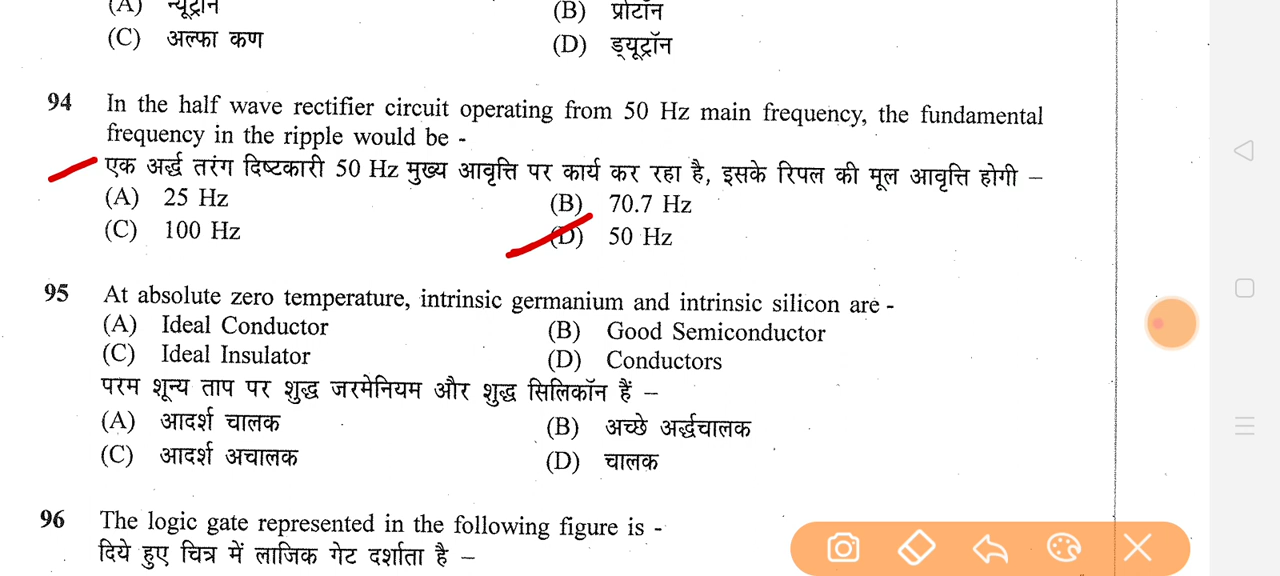 (A) न्यूट्रॉन (B) प्रोटॉन
(C) अल्फा कण (D) ड्यूट्रॉन
94 In the half wave rectifier circuit operating from 50 Hz main frequency, the fundamental
frequency in the ripple would be -
एक अर्द्ध तरंग दिष्टकारी 50 Hz मुख्य आवृत्ति पर कार्य कर रहा है, इसके रिपल की मूल आवृत्ति होगी –
(A) 25 Hz (B) 70.7 Hz
(C) 100 Hz (D) 50 Hz
95 At absolute zero temperature, intrinsic germanium and intrinsic silicon are -
(A) Ideal Conductor (B) Good Semiconductor
(C) Ideal Insulator (D) Conductors
परम शून्य ताप पर शुद्ध जरमेनियम और शुद्ध सिलिकॉन हैं –
(A) आदर्श चालक (B) अच्छे अर्द्धचालक
(C) आदर्श अचालक (D) चालक
96 The logic gate represented in the following figure is -
दिये हुए चित्र में लाजिक गेट दर्शाता है –